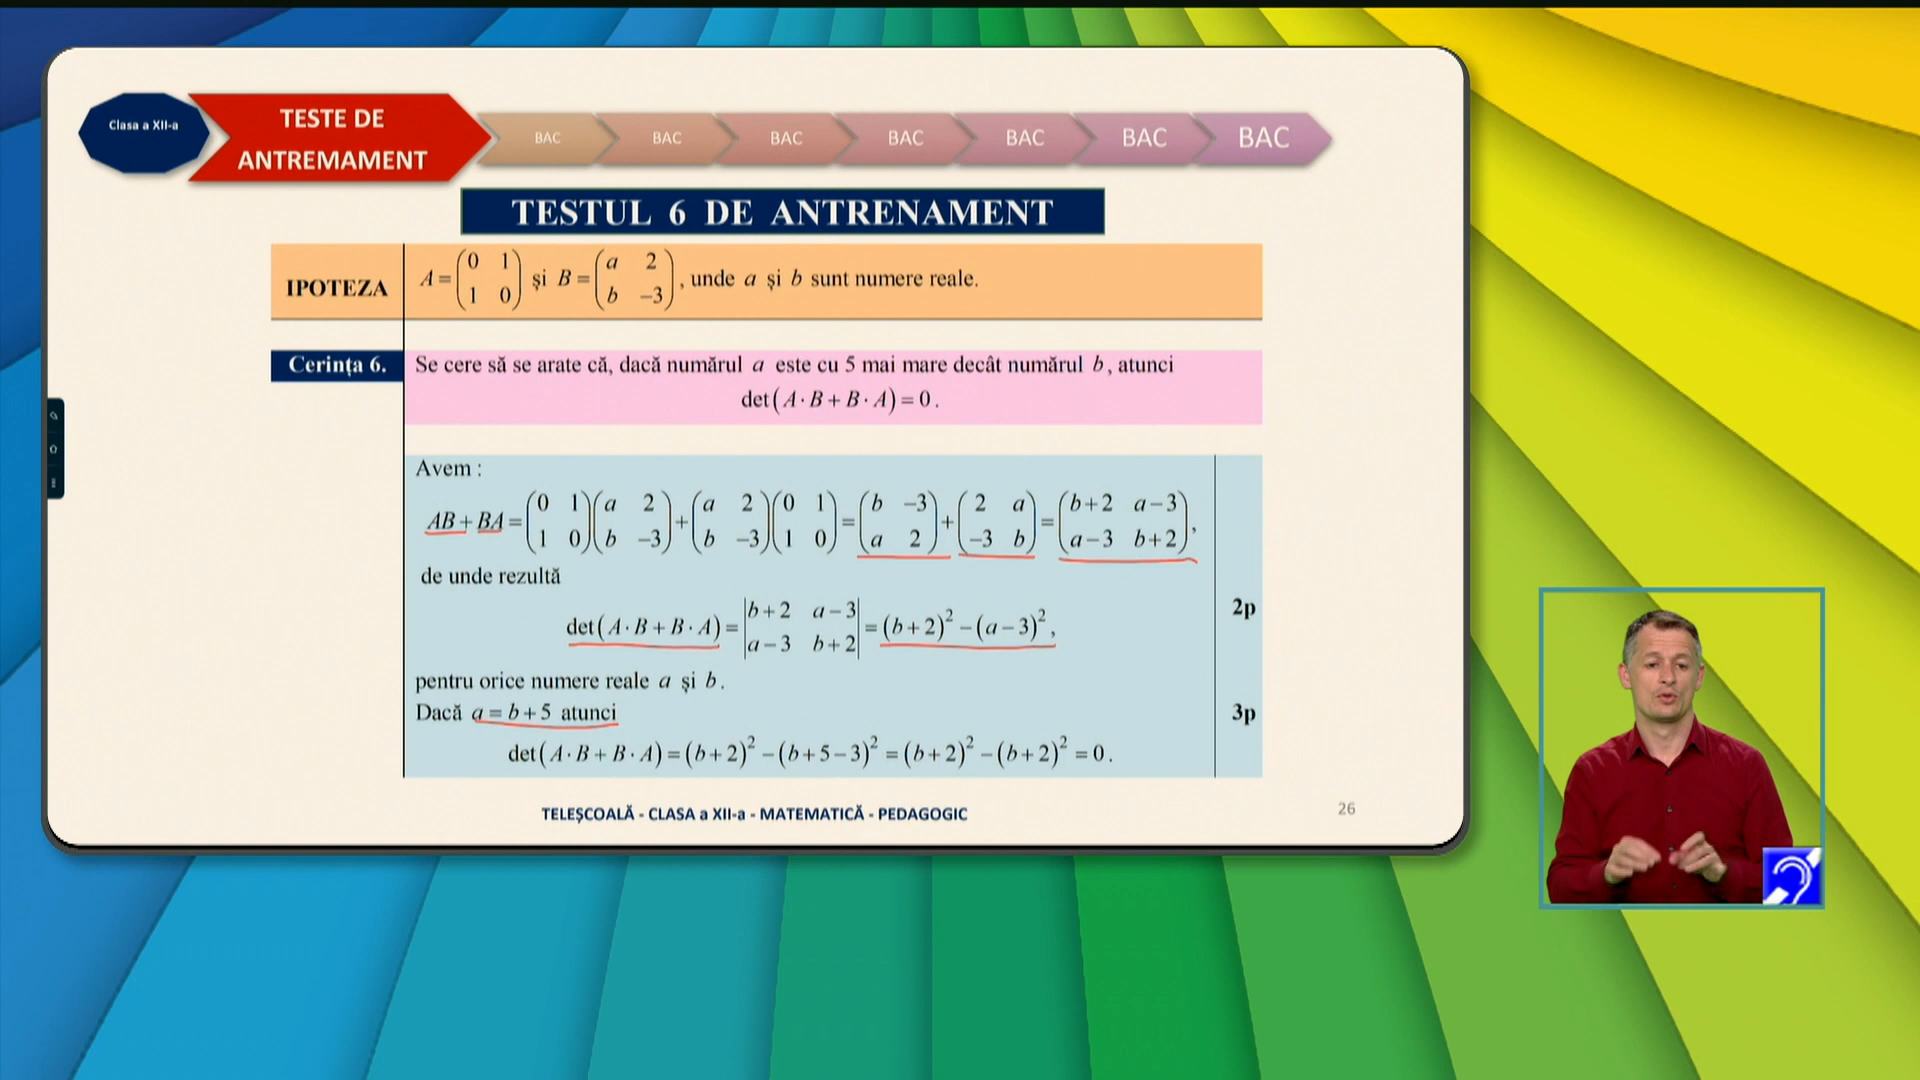 Clasa a XII-a
TESTE DE
ANTREMAMENT
BAC BAC BAC BAC BAC BAC BAC
TESTUL 6 DE ANTRENAMENT
IPOTEZA
A = (0 1; 1 0) și B = (a 2; b −3), unde a și b sunt numere reale.
Cerința 6.
Se cere să se arate că, dacă numărul a este cu 5 mai mare decât numărul b, atunci
det(A·B + B·A) = 0.
Avem :
AB + BA = (0 1; 1 0)(a 2; b −3) + (a 2; b −3)(0 1; 1 0) = (b −3; a 2) + (2 a; −3 b) = (b+2 a−3; a−3 b+2),
de unde rezultă
det(A·B + B·A) = |b+2 a−3; a−3 b+2| = (b+2)² − (a−3)²,
2p
pentru orice numere reale a și b.
Dacă a = b+5 atunci
3p
det(A·B + B·A) = (b+2)² − (b+5−3)² = (b+2)² − (b+2)² = 0.
TELEȘCOALĂ - CLASA a XII-a - MATEMATICĂ - PEDAGOGIC
26